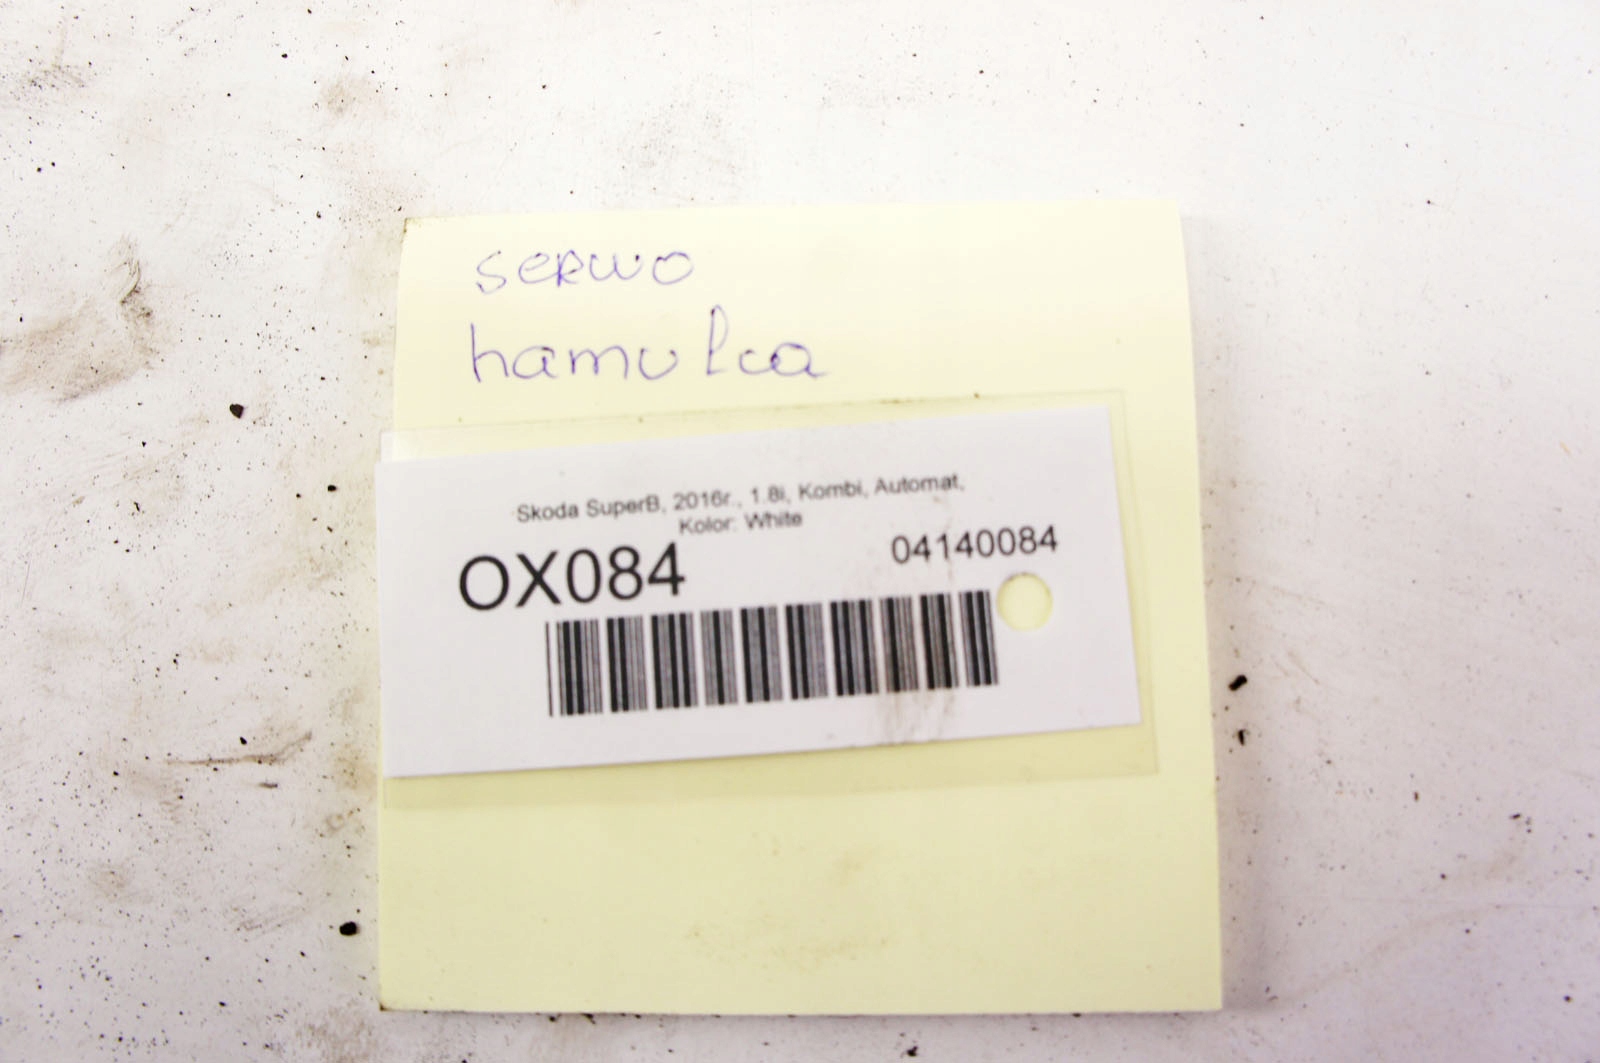 serwo
hamulca
Skoda SuperB, 2016r., 1.8i, Kombi, Automat,
Kolor: White
OX084
04140084